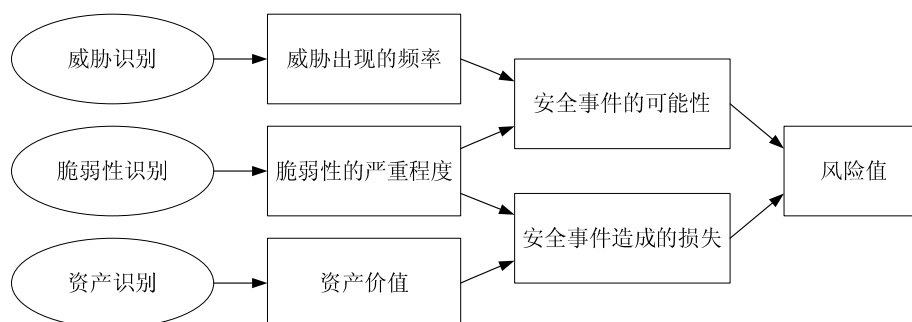 威胁识别
威胁出现的频率
安全事件的可能性
脆弱性识别
脆弱性的严重程度
风险值
安全事件造成的损失
资产识别
资产价值